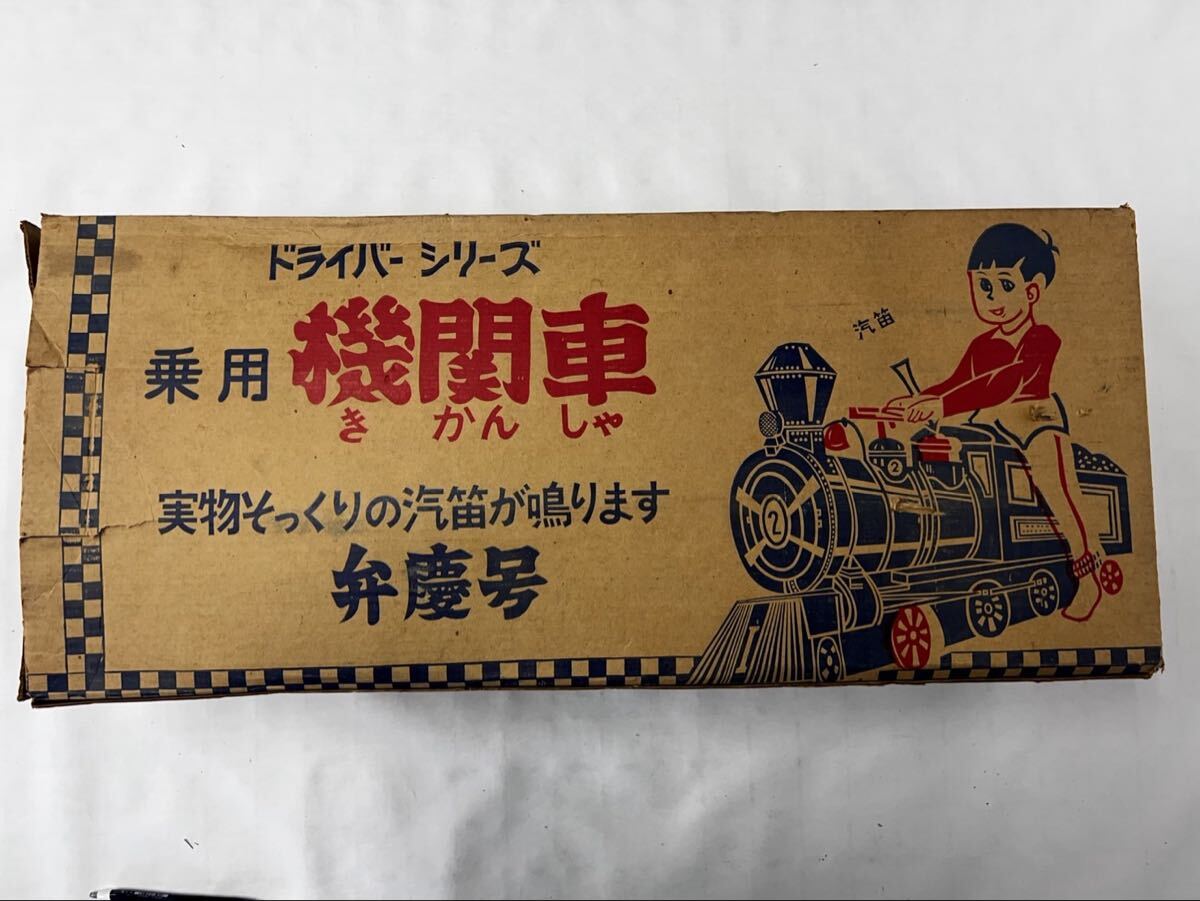 ドライバー シリーズ
乗用 機関車
き かん しゃ
実物そっくりの汽笛が鳴ります
弁慶号
汽笛
2
2
I